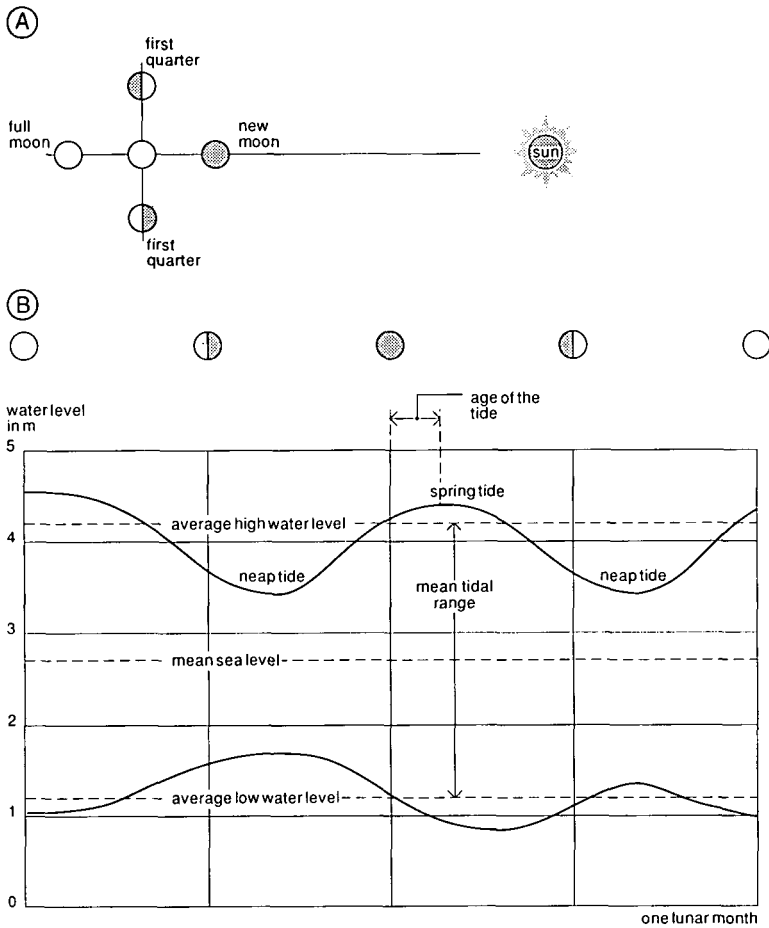 A
first
quarter
full
moon
new
moon
sun
first
quarter
B
age of the
tide
water level
in m
5
spring tide
average high water level
4
neap tide
mean tidal
range
neap tide
3
mean sea level
2
average low water level
1
0
one lunar month